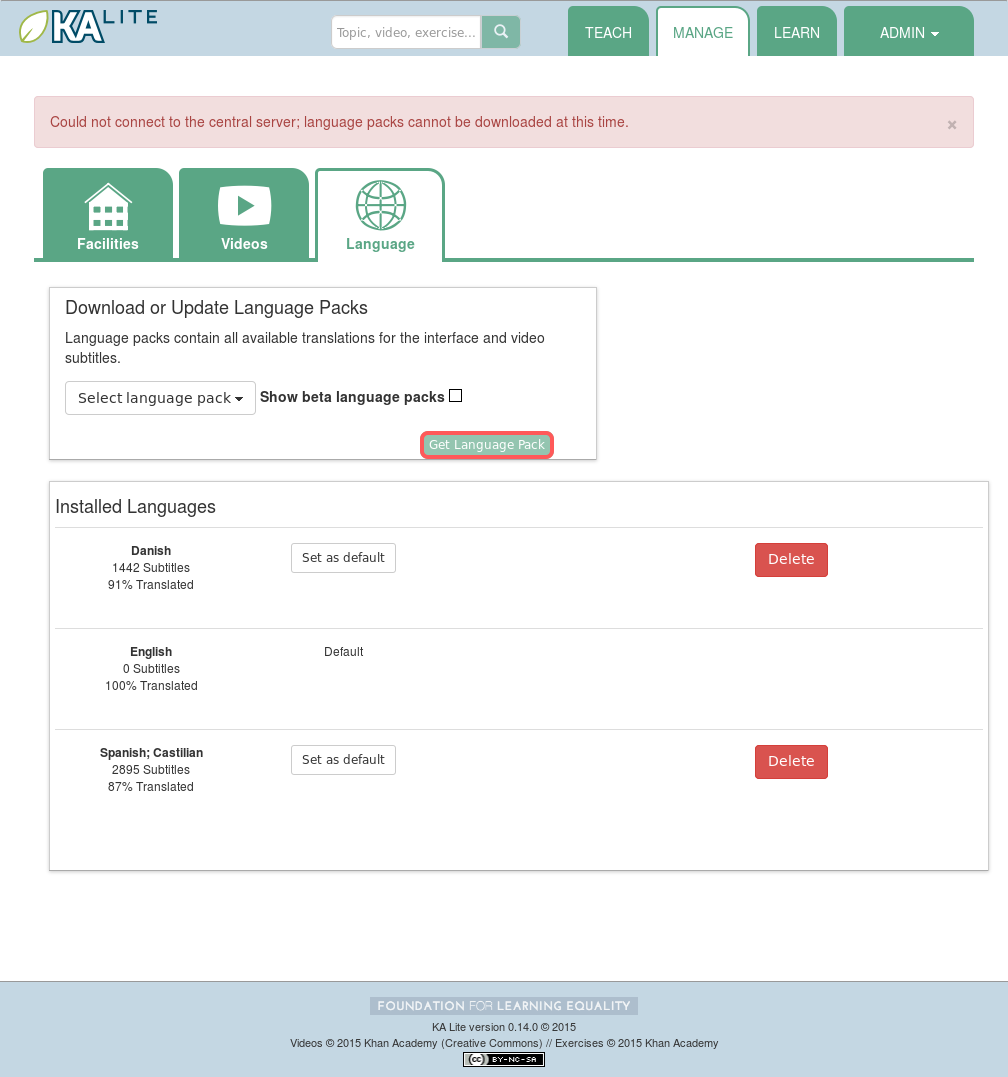 KA LITE
Topic, video, exercise...
TEACH
MANAGE
LEARN
ADMIN
Could not connect to the central server; language packs cannot be downloaded at this time.
×
Facilities
Videos
Language
Download or Update Language Packs
Language packs contain all available translations for the interface and video
subtitles.
Select language pack
Show beta language packs
Get Language Pack
Installed Languages
Danish
1442 Subtitles
91% Translated
Set as default
Delete
English
0 Subtitles
100% Translated
Default
Spanish; Castilian
2895 Subtitles
87% Translated
Set as default
Delete
FOUNDATION FOR LEARNING EQUALITY
KA Lite version 0.14.0 © 2015
Videos © 2015 Khan Academy (Creative Commons) // Exercises © 2015 Khan Academy
cc BY-NC-SA